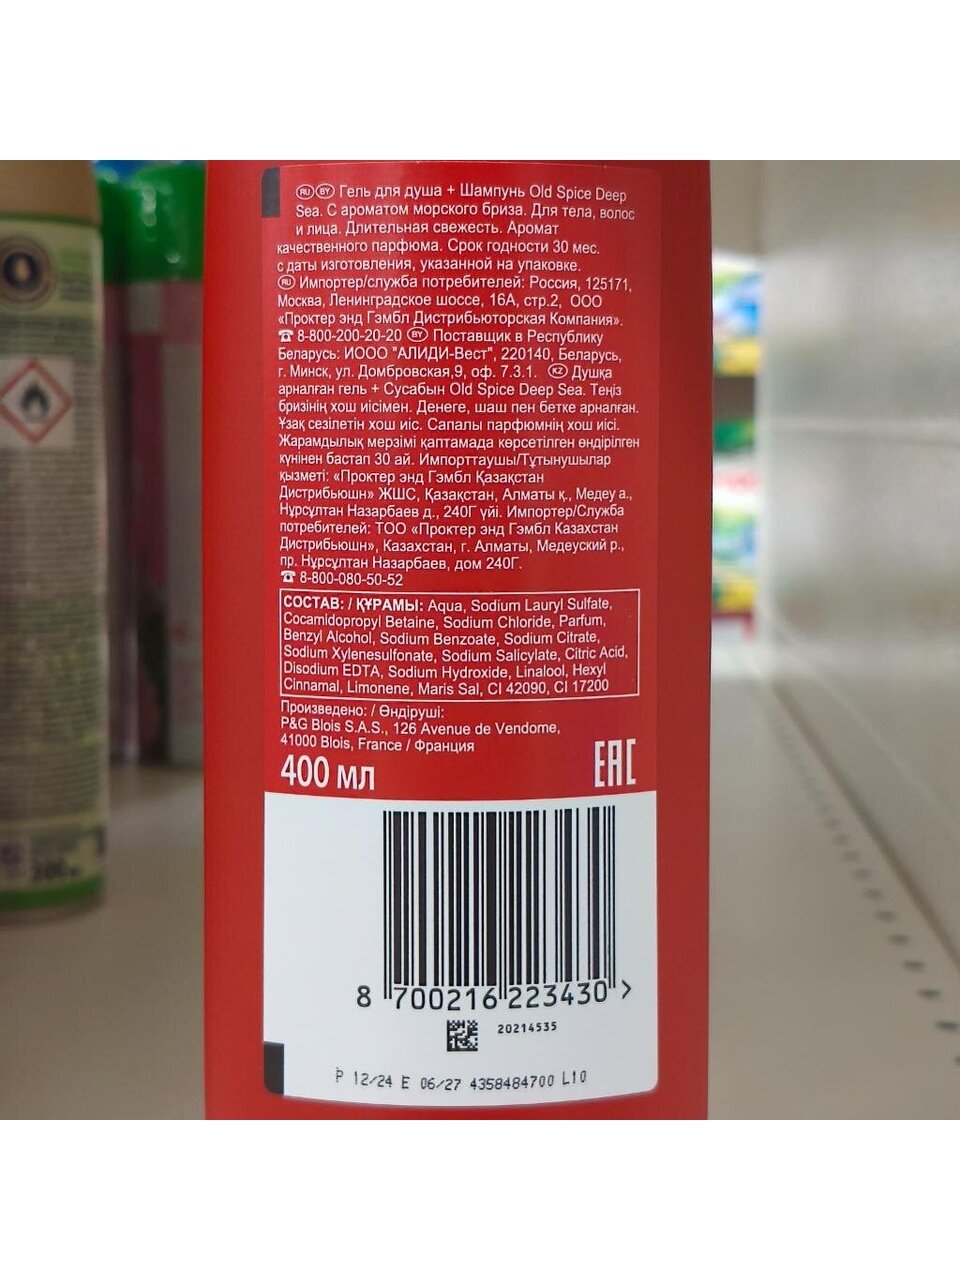 RU BY Гель для душа + Шампунь Old Spice Deep
Sea. С ароматом морского бриза. Для тела, волос
и лица. Длительная свежесть. Аромат
качественного парфюма. Срок годности 30 мес.
с даты изготовления, указанной на упаковке.
RU Импортер/служба потребителей: Россия, 125171,
Москва, Ленинградское шоссе, 16А, стр.2, ООО
«Проктер энд Гэмбл Дистрибьюторская Компания».
☎ 8-800-200-20-20 BY Поставщик в Республику
Беларусь: ИООО "АЛИДИ-Вест", 220140, Беларусь,
г. Минск, ул. Домбровская,9, оф. 7.3.1. KZ Душқа
арналған гель + Сусабын Old Spice Deep Sea. Теңіз
бризінің хош иісімен. Денеге, шаш пен бетке арналған.
Ұзақ сезілетін хош иіс. Сапалы парфюмнің хош иісі.
Жарамдылық мерзімі қаптамада көрсетілген өндірілген
күнінен бастап 30 ай. Импорттаушы/Тұтынушылар
қызметі: «Проктер энд Гэмбл Қазақстан
Дистрибьюшн» ЖШС, Қазақстан, Алматы қ., Медеу а.,
Нұрсұлтан Назарбаев д., 240Г үйі. Импортер/Служба
потребителей: ТОО «Проктер энд Гэмбл Казахстан
Дистрибьюшн», Казахстан, г. Алматы, Медеуский р.,
пр. Нұрсұлтан Назарбаев, дом 240Г.
☎ 8-800-080-50-52
СОСТАВ: / ҚҰРАМЫ: Aqua, Sodium Lauryl Sulfate,
Cocamidopropyl Betaine, Sodium Chloride, Parfum,
Benzyl Alcohol, Sodium Benzoate, Sodium Citrate,
Sodium Xylenesulfonate, Sodium Salicylate, Citric Acid,
Disodium EDTA, Sodium Hydroxide, Linalool, Hexyl
Cinnamal, Limonene, Maris Sal, CI 42090, CI 17200
Произведено: / Өндіруші:
P&G Blois S.A.S., 126 Avenue de Vendome,
41000 Blois, France / Франция
400 мл EAC
8 700216 223430 >
20214535
P 12/24 E 06/27 4358484700 L10